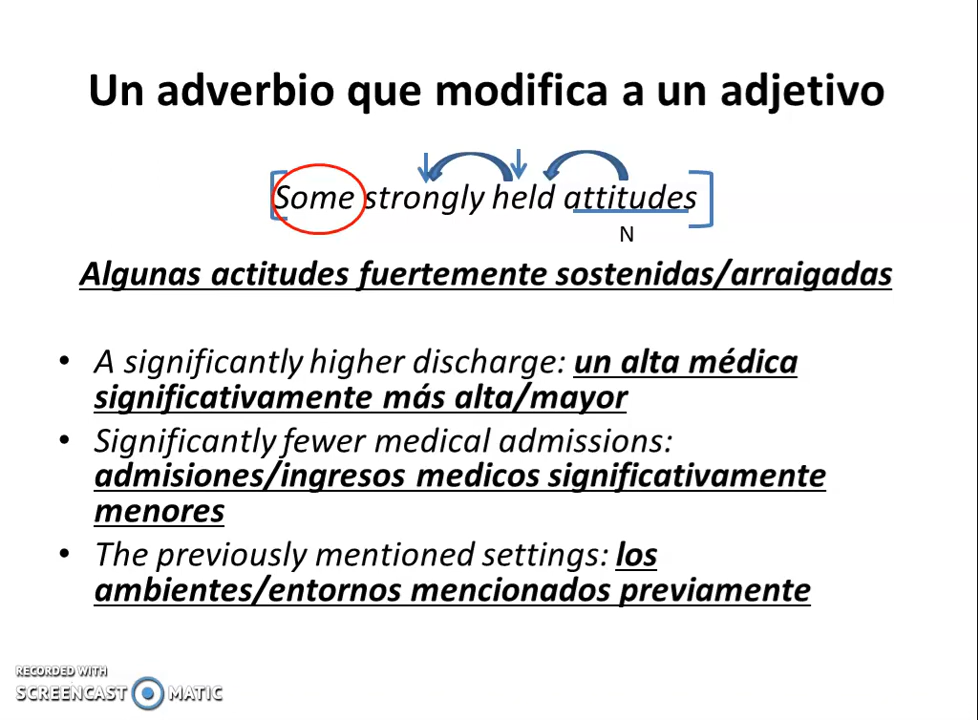 Un adverbio que modifica a un adjetivo
Some strongly held attitudes
N
Algunas actitudes fuertemente sostenidas/arraigadas
• A significantly higher discharge: un alta médica
significativamente más alta/mayor
• Significantly fewer medical admissions:
admisiones/ingresos medicos significativamente
menores
• The previously mentioned settings: los
ambientes/entornos mencionados previamente
RECORDED WITH
SCREENCAST MATIC